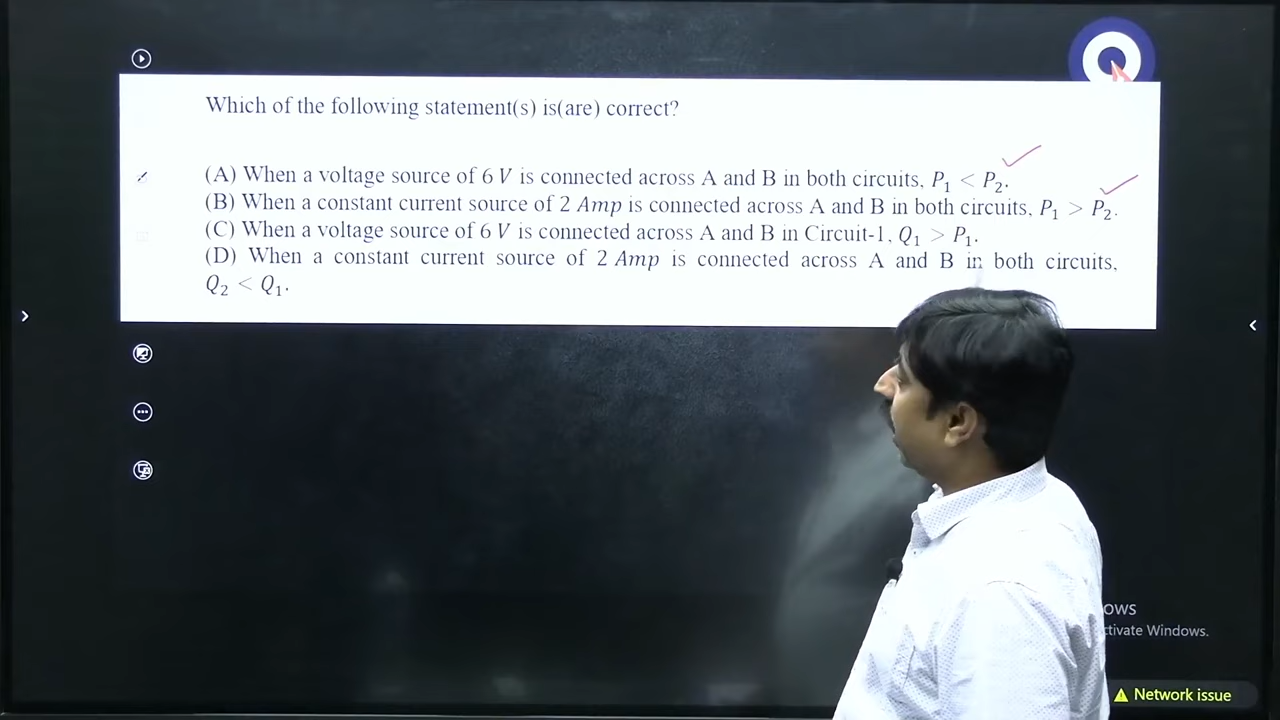 Which of the following statement(s) is(are) correct?
(A) When a voltage source of 6 V is connected across A and B in both circuits, P₁ < P₂.
(B) When a constant current source of 2 Amp is connected across A and B in both circuits, P₁ > P₂.
(C) When a voltage source of 6 V is connected across A and B in Circuit-1, Q₁ > P₁.
(D) When a constant current source of 2 Amp is connected across A and B in both circuits,
Q₂ < Q₁.
ows
ctivate Windows.
Network issue